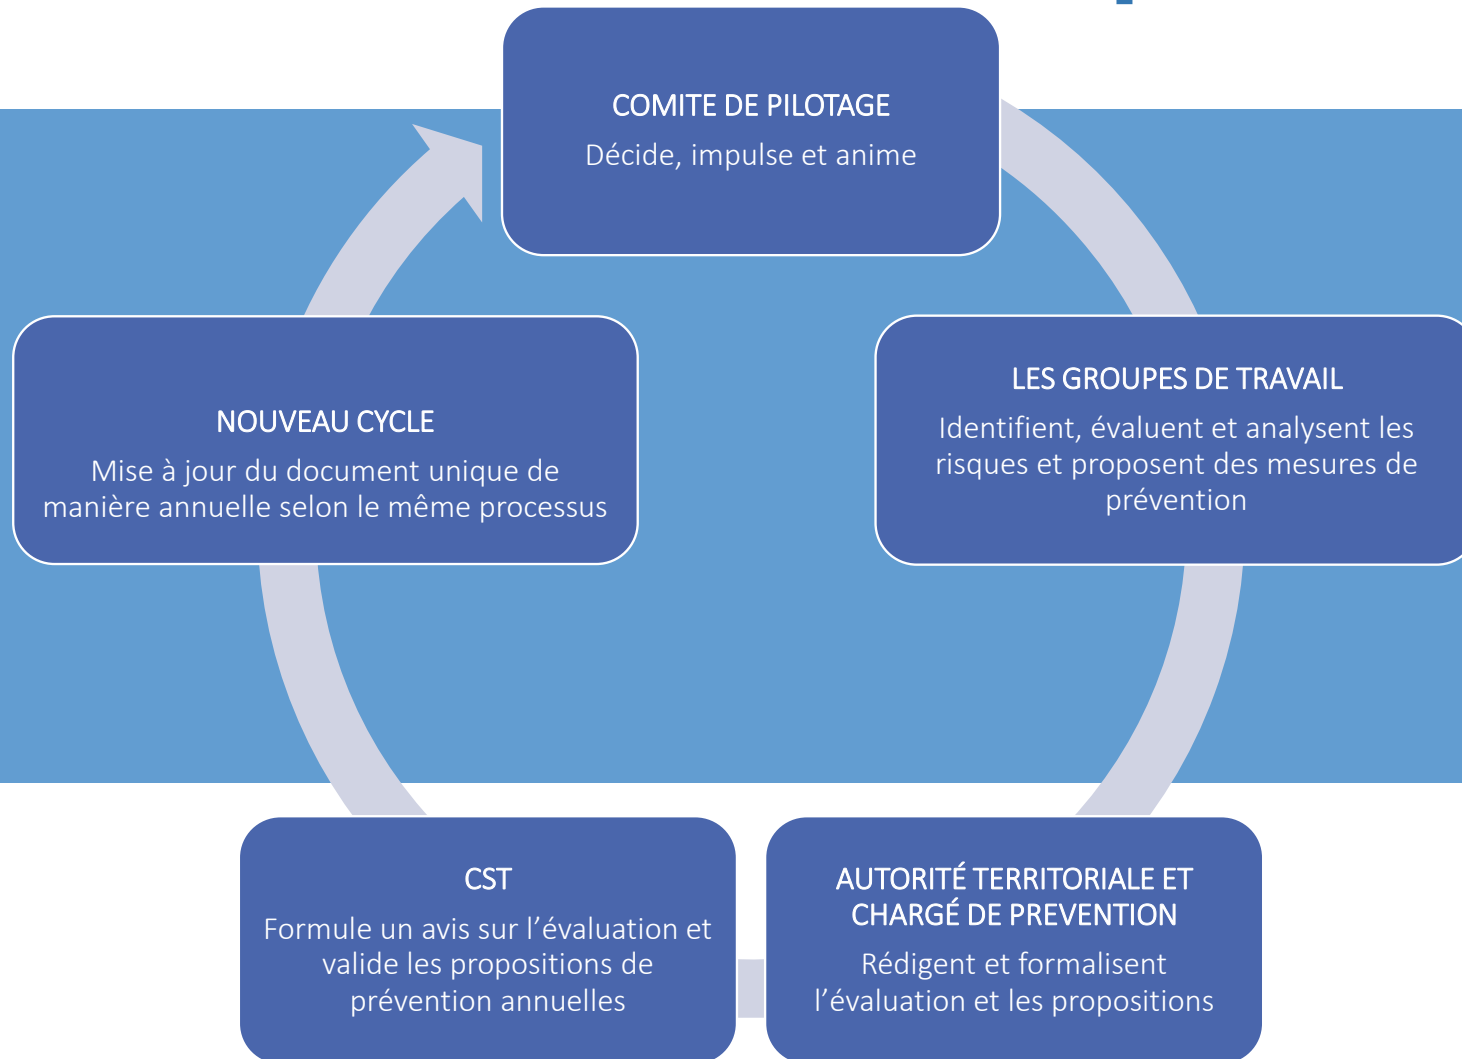 COMITE DE PILOTAGE
Décide, impulse et anime
LES GROUPES DE TRAVAIL
Identifient, évaluent et analysent les
risques et proposent des mesures de
prévention
AUTORITÉ TERRITORIALE ET
CHARGÉ DE PREVENTION
Rédigent et formalisent
l’évaluation et les propositions
CST
Formule un avis sur l’évaluation et
valide les propositions de
prévention annuelles
NOUVEAU CYCLE
Mise à jour du document unique de
manière annuelle selon le même processus